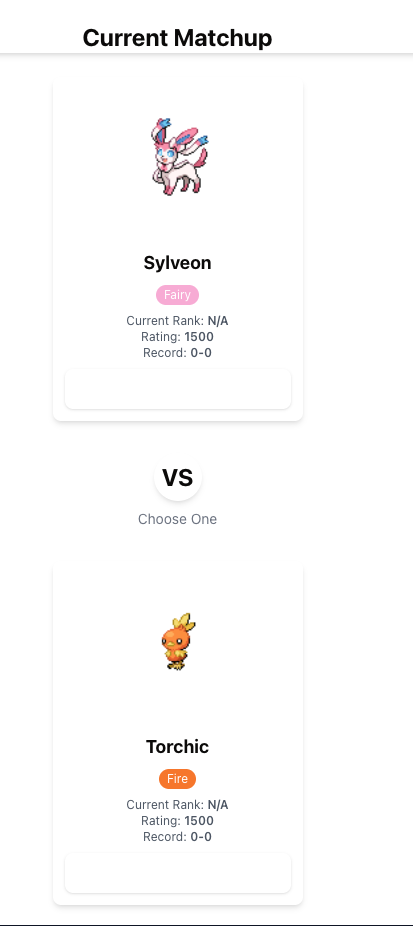 Current Matchup
Sylveon
Fairy
Current Rank: N/A
Rating: 1500
Record: 0-0
VS
Choose One
Torchic
Fire
Current Rank: N/A
Rating: 1500
Record: 0-0